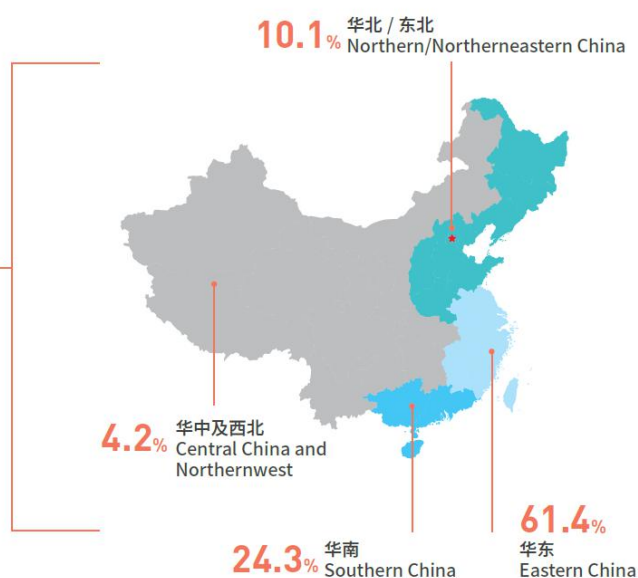 10.1% 华北 / 东北
Northern/Northerneastern China
4.2% 华中及西北
Central China and
Northernwest
24.3% 华南
Southern China
61.4%
华东
Eastern China